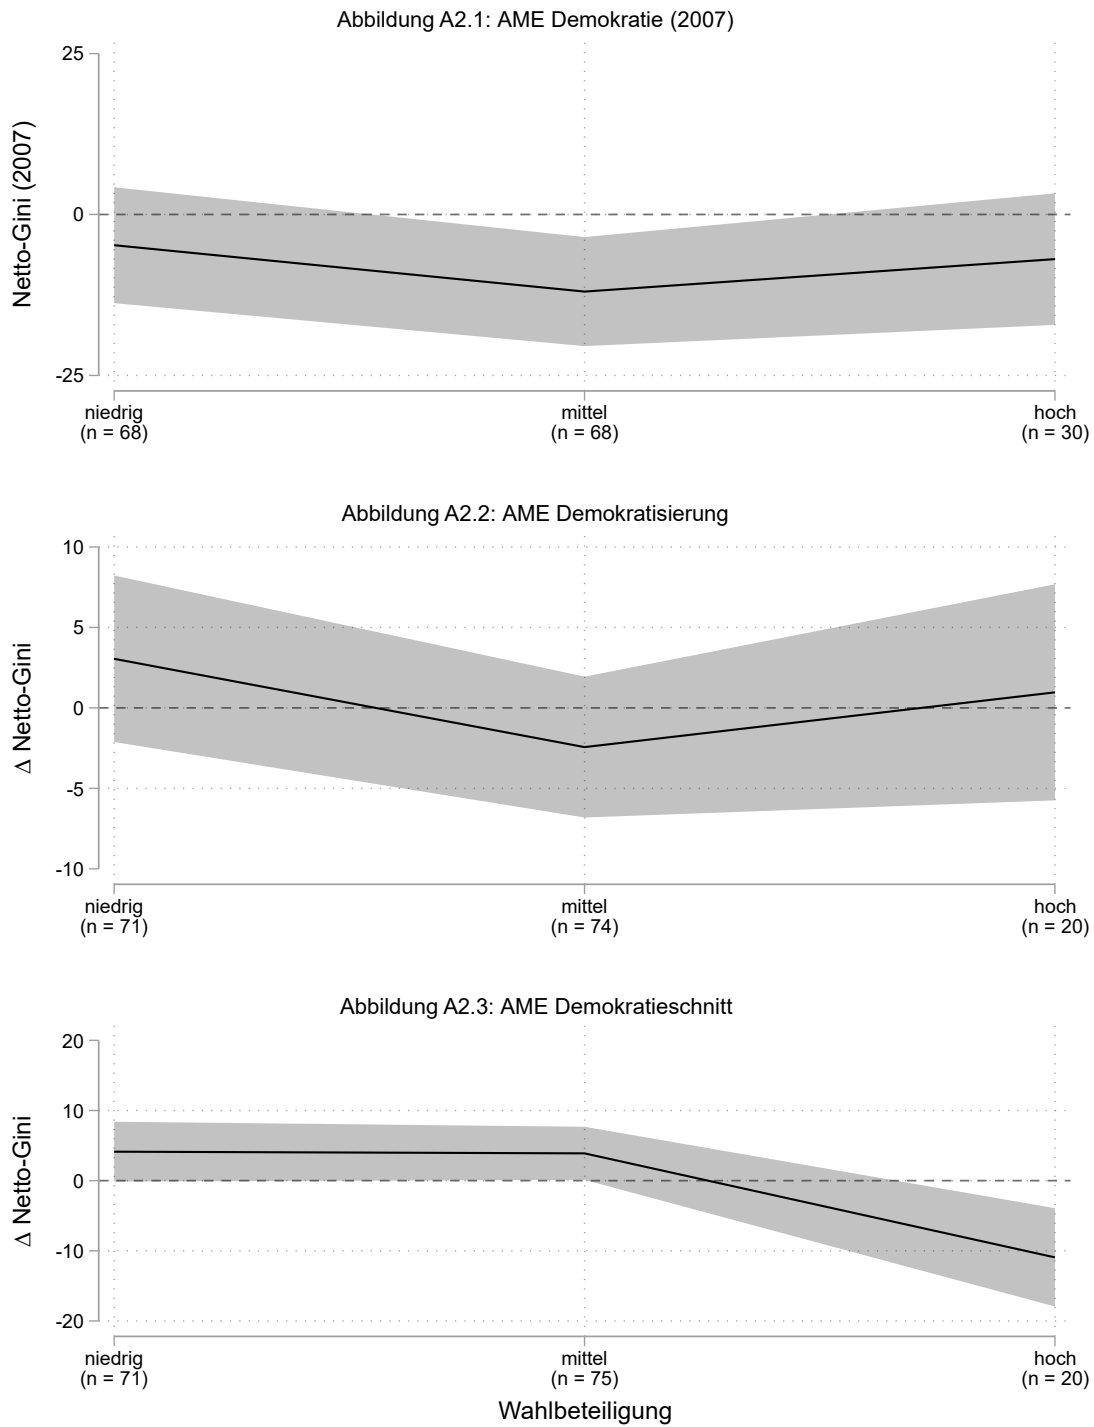 Abbildung A2.1: AME Demokratie (2007)
Netto-Gini (2007)
25
0
-25
niedrig
(n = 68)
mittel
(n = 68)
hoch
(n = 30)
Abbildung A2.2: AME Demokratisierung
Δ Netto-Gini
10
5
0
-5
-10
niedrig
(n = 71)
mittel
(n = 74)
hoch
(n = 20)
Abbildung A2.3: AME Demokratieschnitt
Δ Netto-Gini
20
10
0
-10
-20
niedrig
(n = 71)
mittel
(n = 75)
hoch
(n = 20)
Wahlbeteiligung